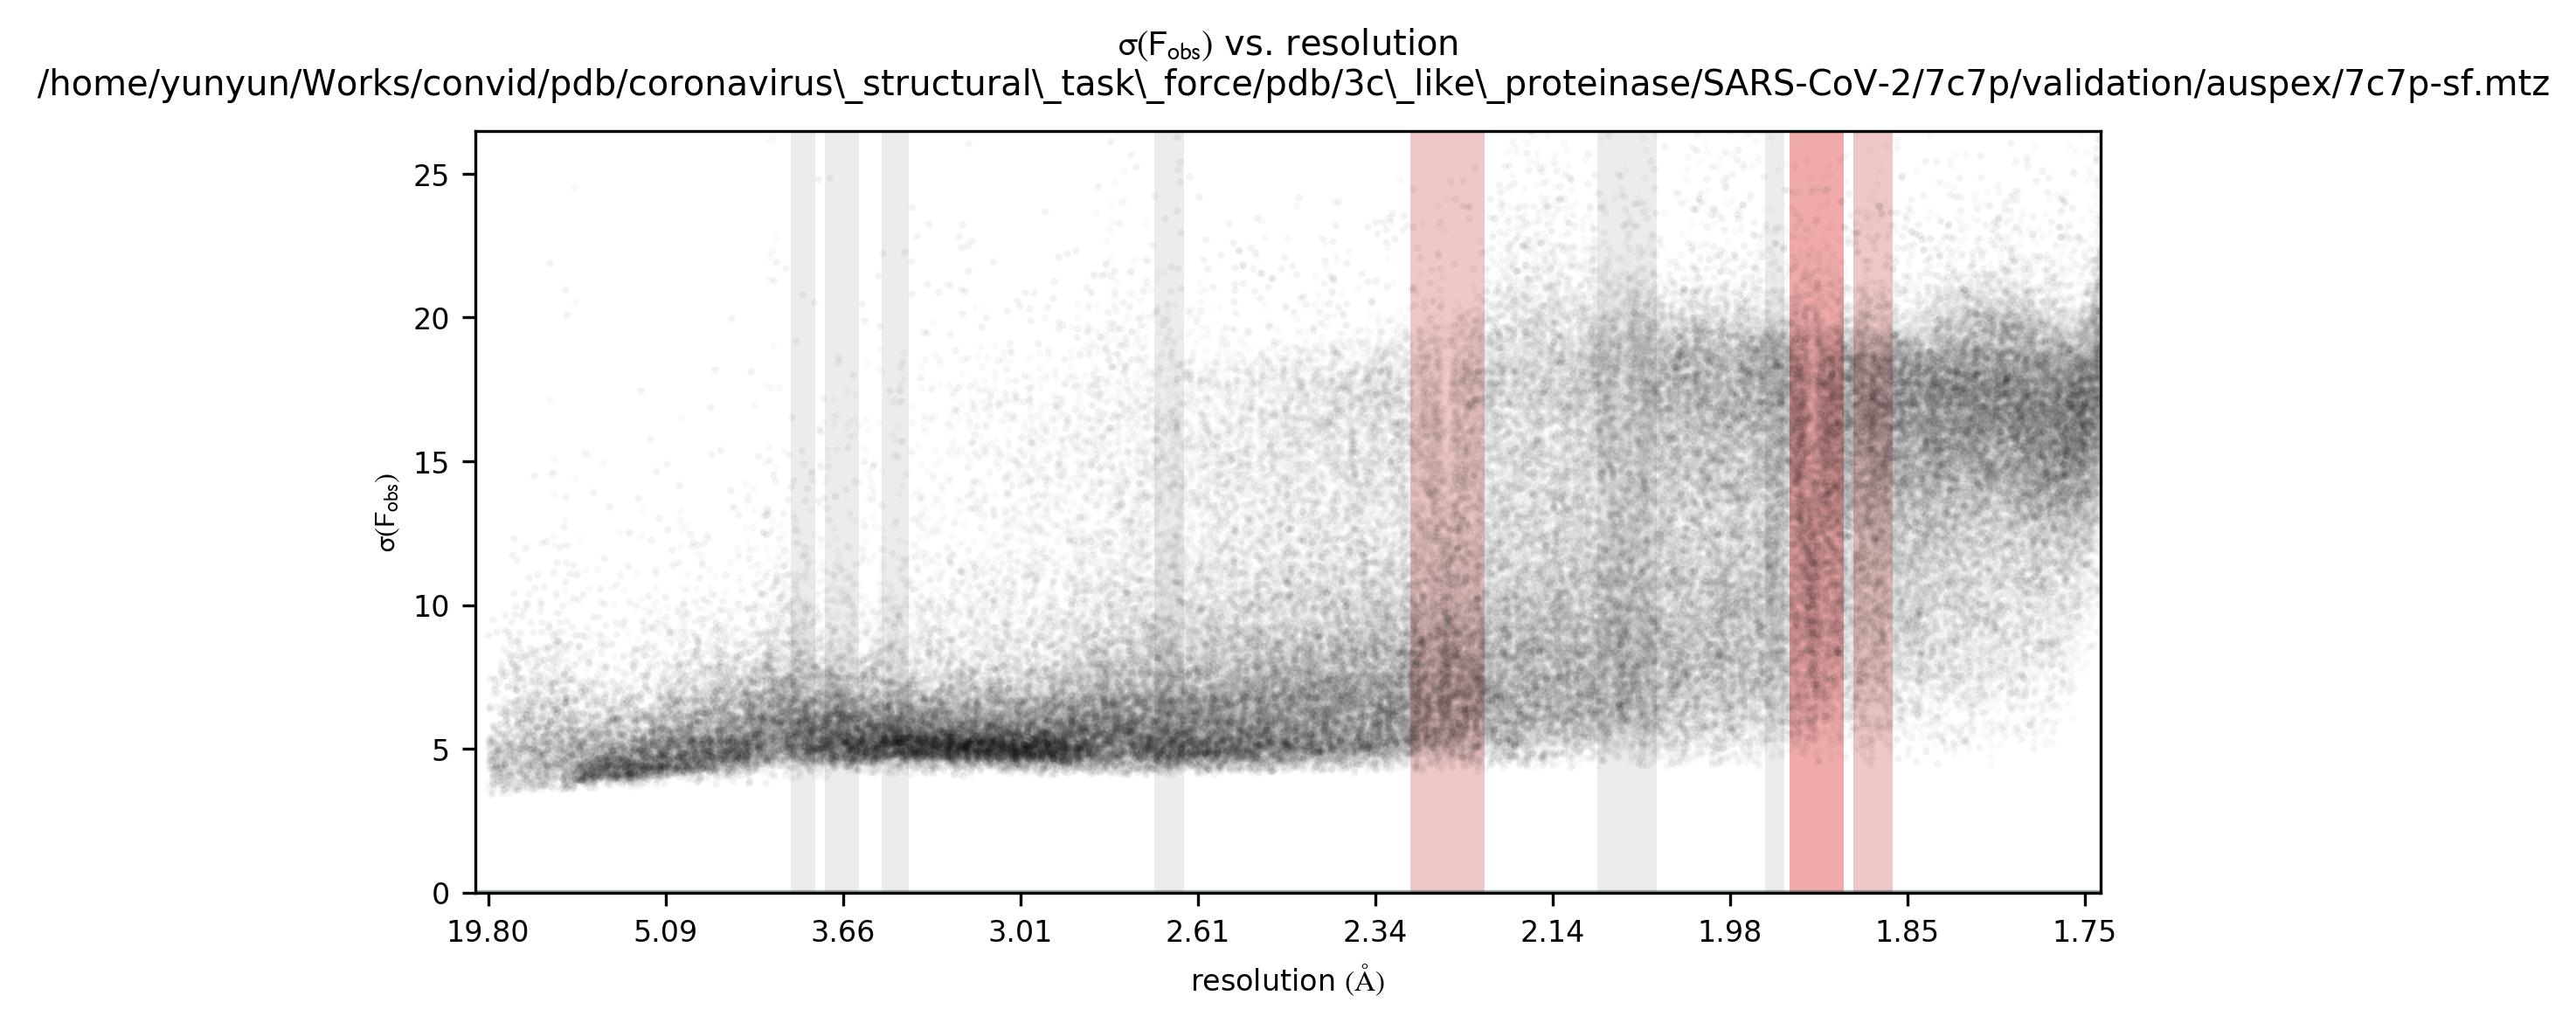 σ(Fobs) vs. resolution
/home/yunyun/Works/convid/pdb/coronavirus\_structural\_task\_force/pdb/3c\_like\_proteinase/SARS-CoV-2/7c7p/validation/auspex/7c7p-sf.mtz
25
20
15
10
5
0
σ(Fobs)
19.80 5.09 3.66 3.01 2.61 2.34 2.14 1.98 1.85 1.75
resolution (Å)